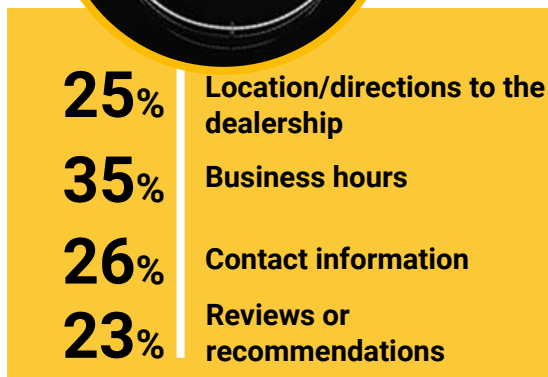 25%
Location/directions to the
dealership
35%
Business hours
26%
Contact information
23%
Reviews or
recommendations